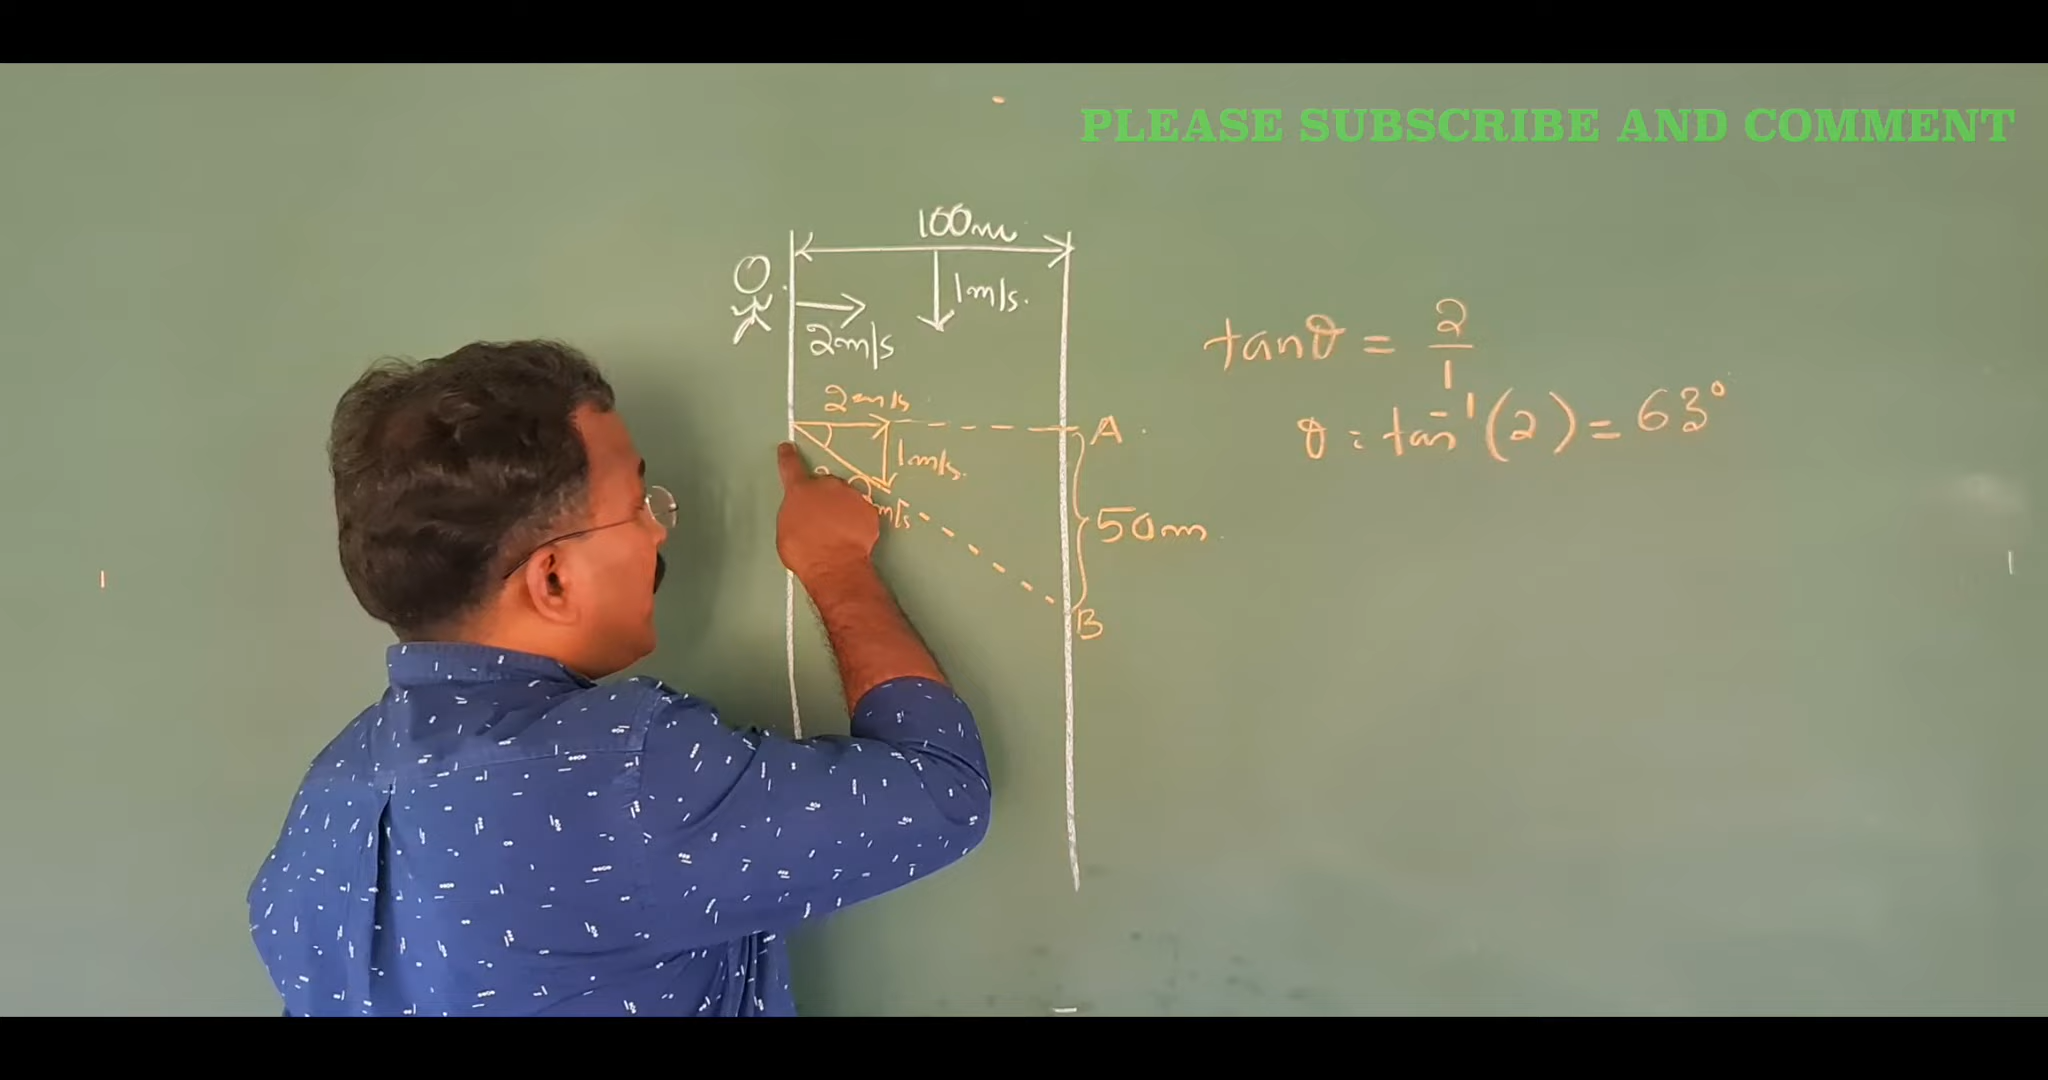 PLEASE SUBSCRIBE AND COMMENT
100m
1m/s.
2m/s
tanθ = 2/1
θ = tan⁻¹(2) = 63°
2m/s
A
1m/s.
m/s
50m
B